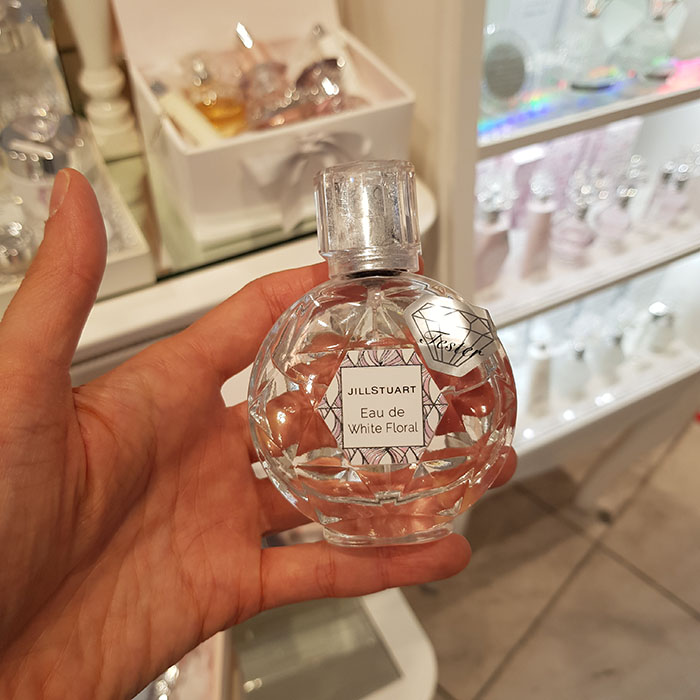 Tester
JILLSTUART
Eau de
White Floral